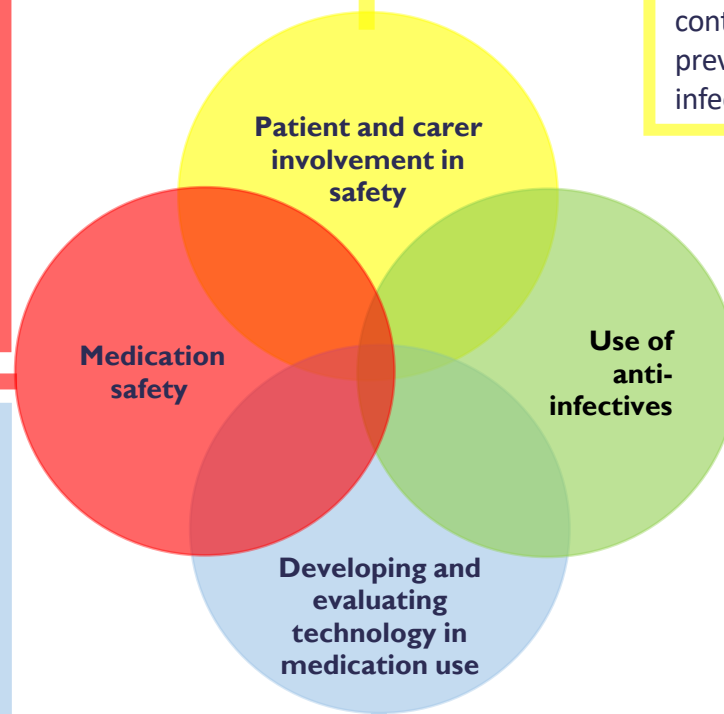 Patient and carer
involvement in
safety
Medication
safety
Use of
anti-
infectives
Developing and
evaluating
technology in
medication use